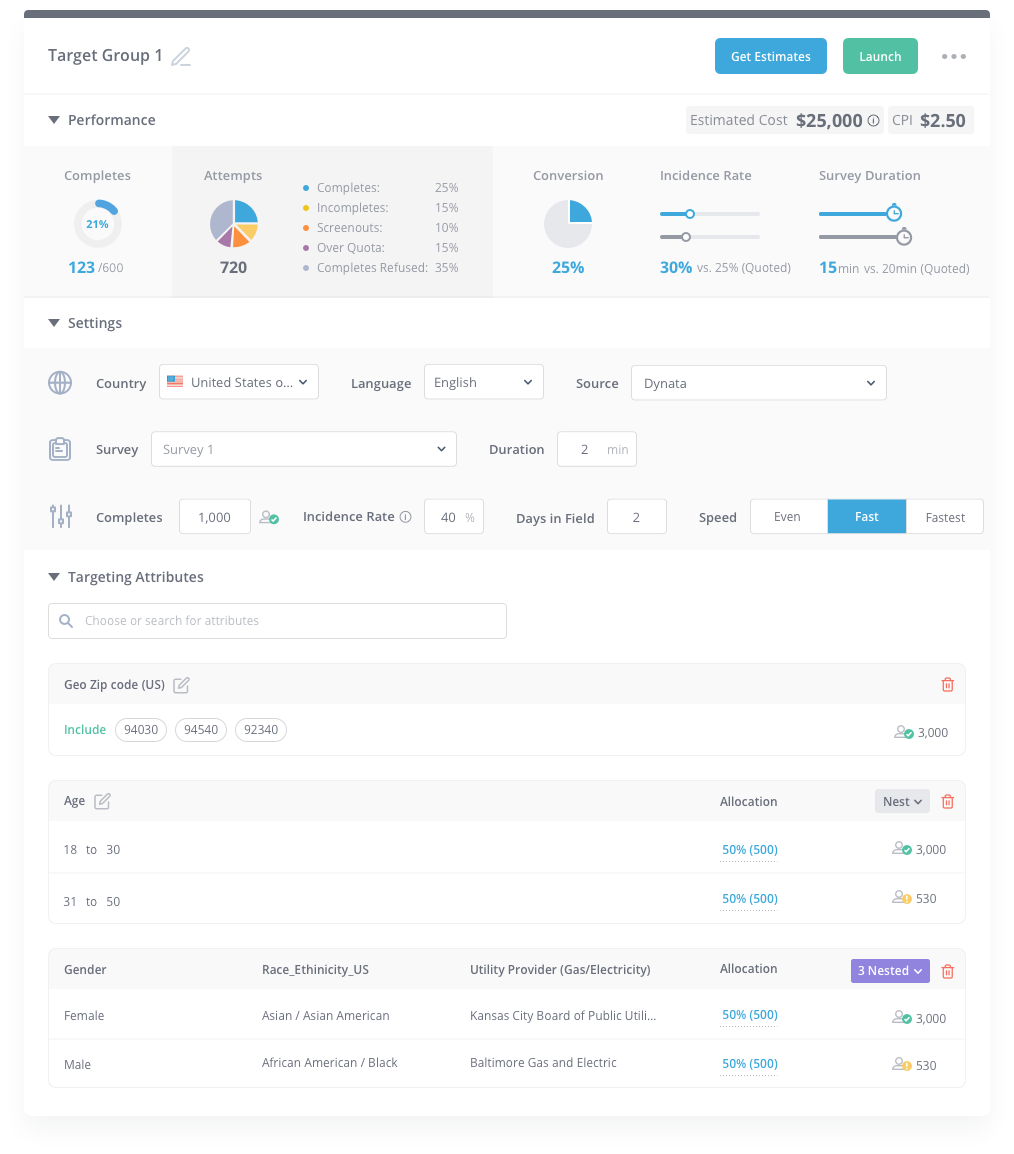 Target Group 1
Get Estimates
Launch
Performance
Estimated Cost $25,000
CPI $2.50
Completes
21%
123 /600
Attempts
720
Completes: 25%
Incompletes: 15%
Screenouts: 10%
Over Quota: 15%
Completes Refused: 35%
Conversion
25%
Incidence Rate
30% vs. 25% (Quoted)
Survey Duration
15 min vs. 20min (Quoted)
Settings
Country United States o... Language English Source Dynata
Survey Survey 1 Duration 2 min
Completes 1,000 Incidence Rate 40 % Days in Field 2 Speed Even Fast Fastest
Targeting Attributes
Choose or search for attributes
Geo Zip code (US)
Include 94030 94540 92340 3,000
Age Allocation Nest
18 to 30 50% (500) 3,000
31 to 50 50% (500) 530
Gender Race_Ethinicity_US Utility Provider (Gas/Electricity) Allocation 3 Nested
Female Asian / Asian American Kansas City Board of Public Utili... 50% (500) 3,000
Male African American / Black Baltimore Gas and Electric 50% (500) 530